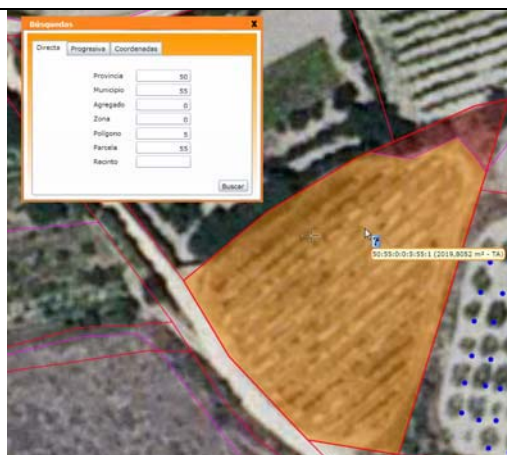 Búsquedas
Directa Progresiva Coordenadas
Provincia 50
Municipio 55
Agregado 0
Zona 0
Polígono 5
Parcela 55
Recinto
Buscar
50:55:0:0:5:55:1 (2019,8052 m² - TA)